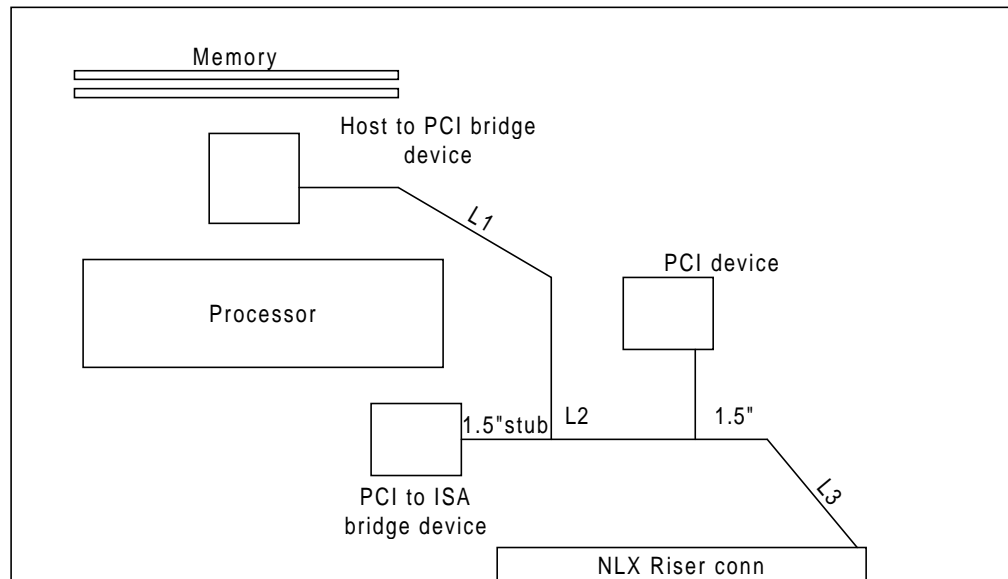 Memory
Host to PCI bridge
device
L1
PCI device
Processor
1.5"stub
L2
1.5"
PCI to ISA
bridge device
L3
NLX Riser conn